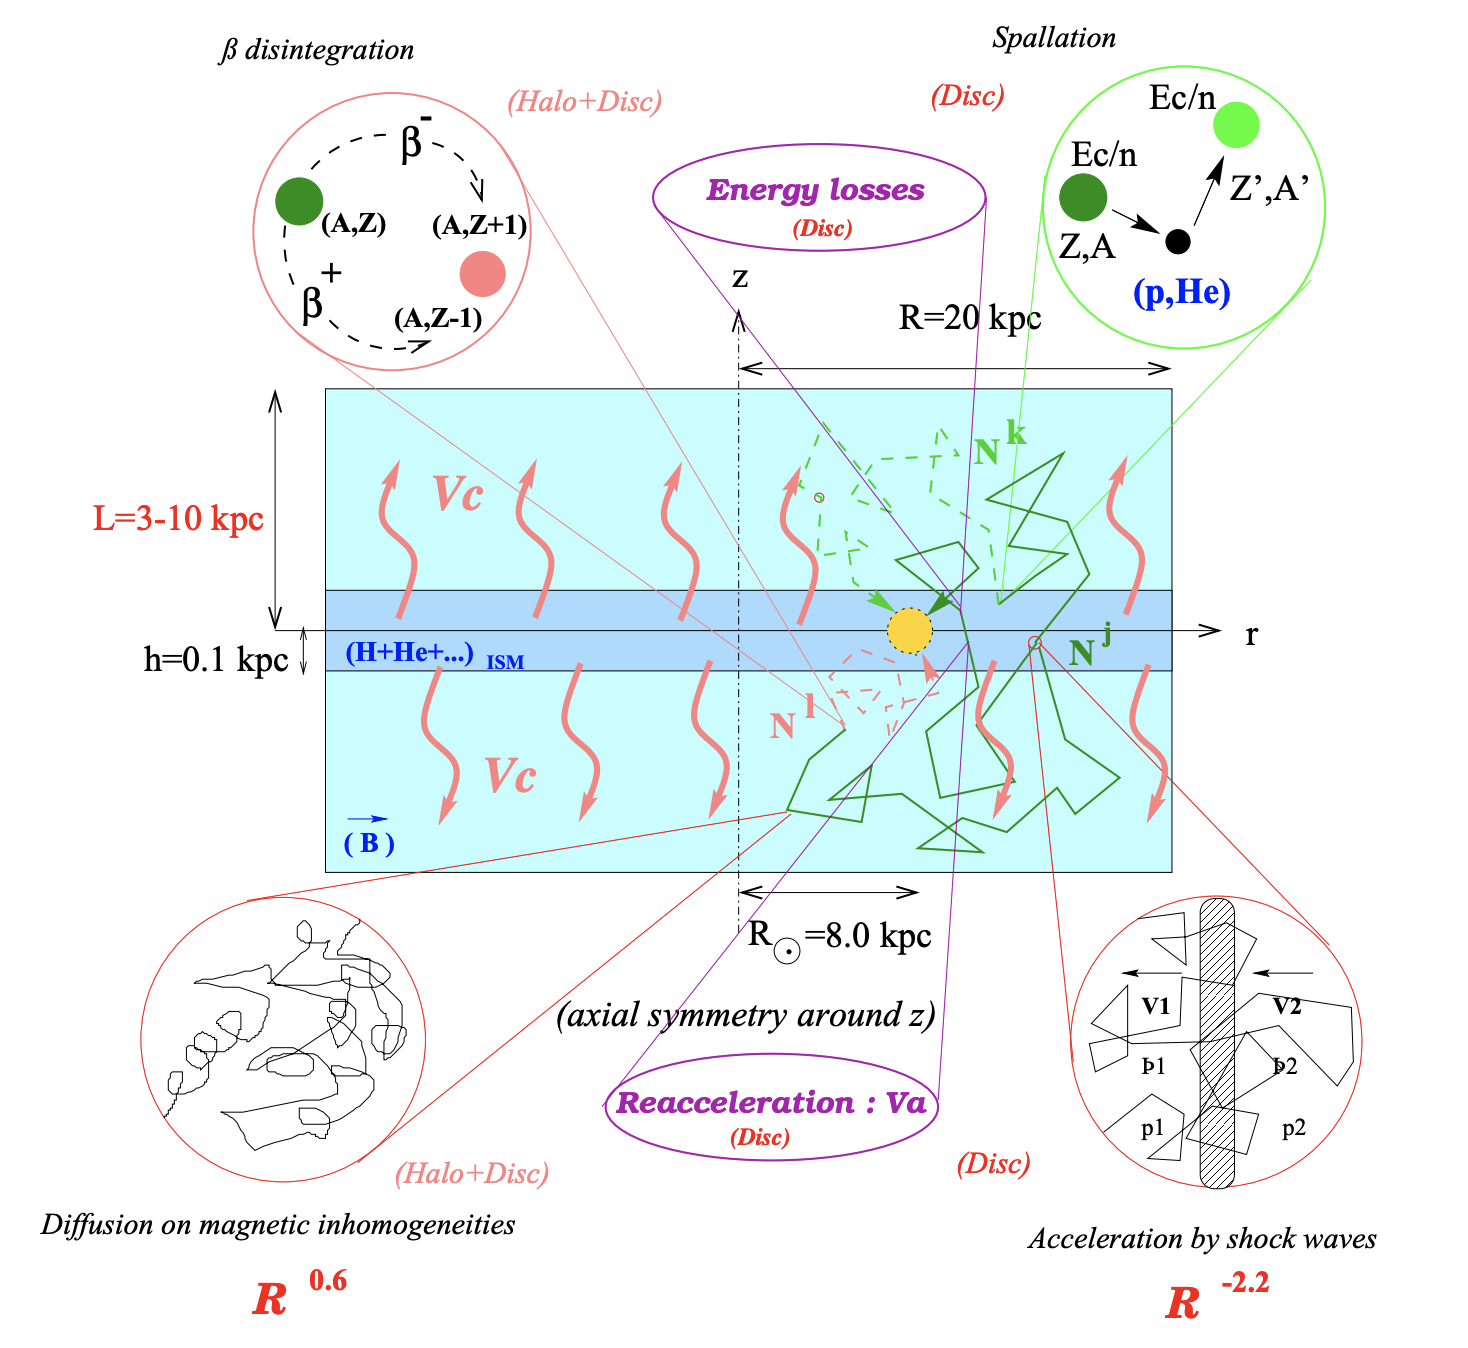 ß disintegration
Spallation
(Halo+Disc)
(Disc)
β-
(A,Z)
(A,Z+1)
β+
(A,Z-1)
Energy losses
(Disc)
Ec/n
Ec/n
Z',A'
Z,A
(p,He)
z
R=20 kpc
N k
Vc
L=3-10 kpc
h=0.1 kpc
(H+He+...) ISM
r
N j
N l
Vc
( B )
R☉=8.0 kpc
(axial symmetry around z)
V1
V2
Þ1
Þ2
p1
p2
Reacceleration : Va
(Disc)
(Halo+Disc)
(Disc)
Diffusion on magnetic inhomogeneities
Acceleration by shock waves
R 0.6
R -2.2